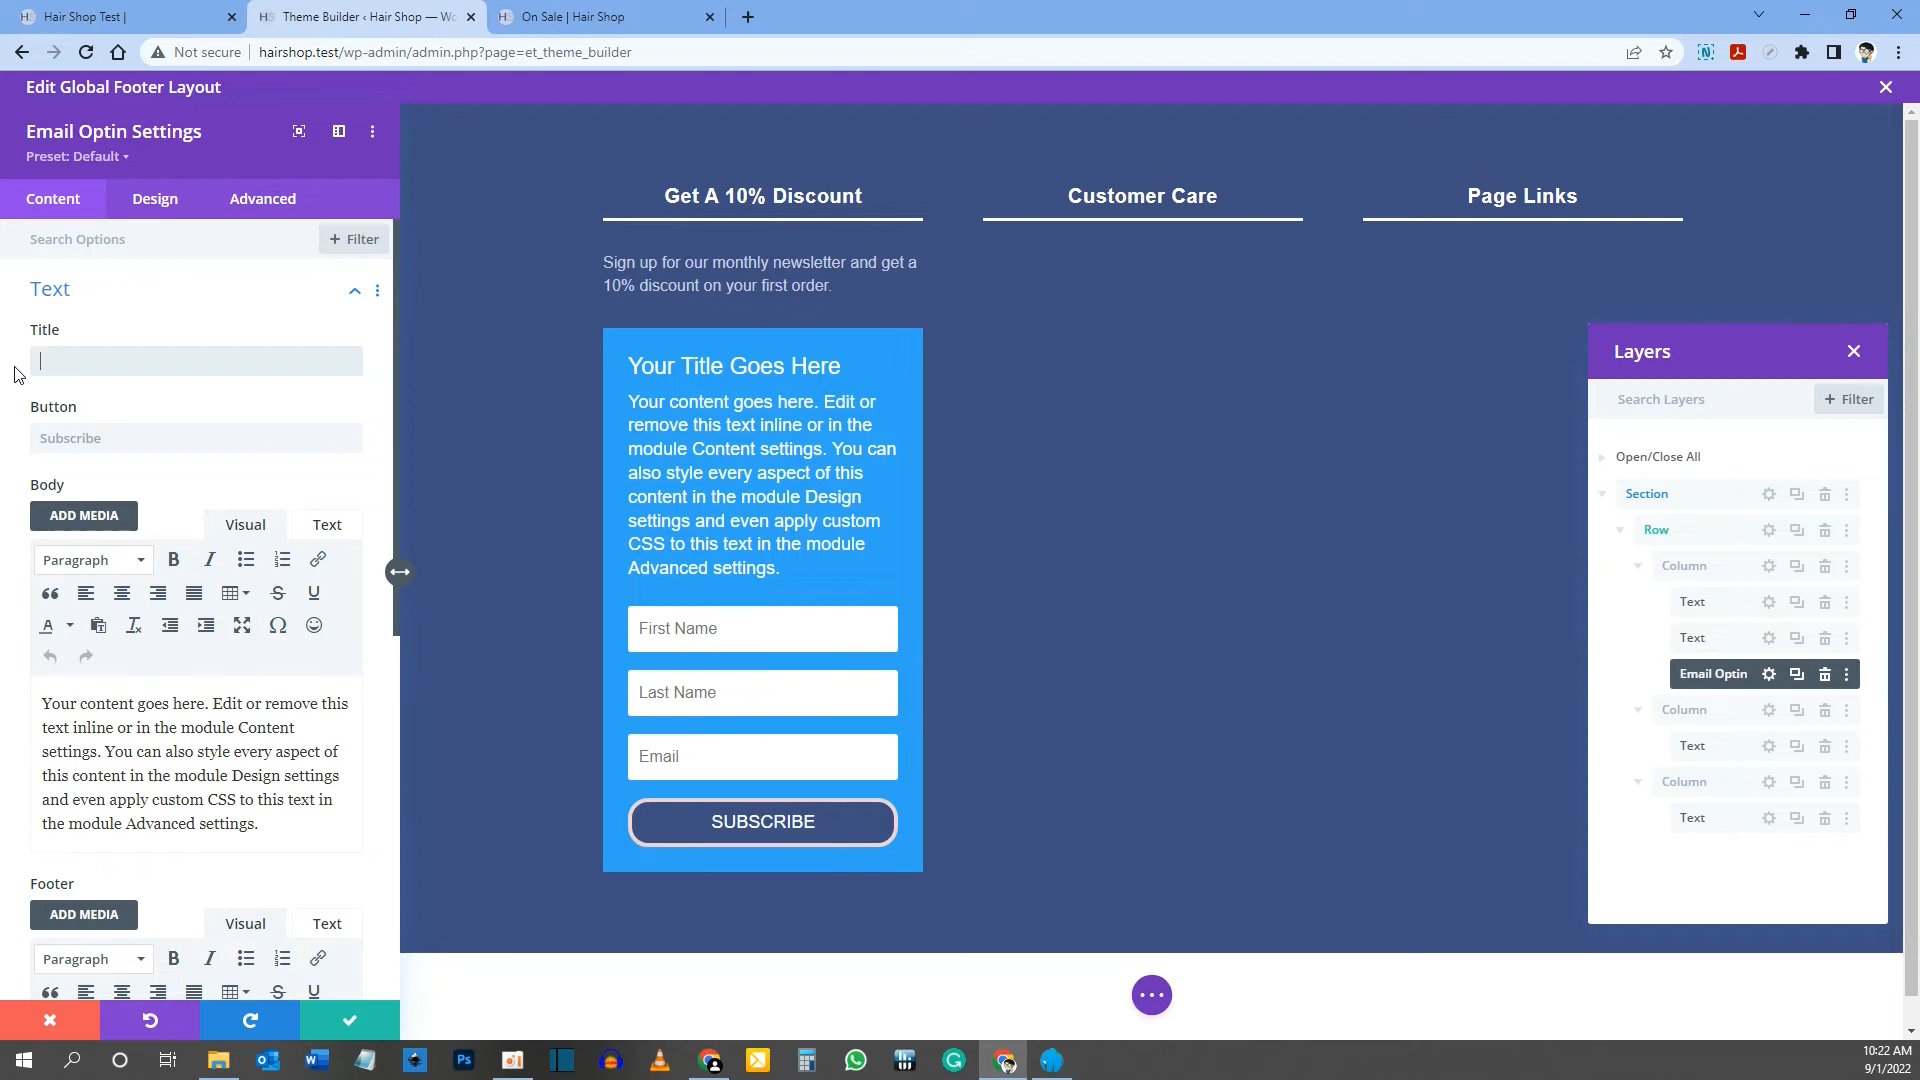 Hair Shop Test |
Theme Builder ‹ Hair Shop — Wo
On Sale | Hair Shop
Not secure
hairshop.test/wp-admin/admin.php?page=et_theme_builder
Edit Global Footer Layout
Email Optin Settings
Preset: Default
Content
Design
Advanced
Search Options
+ Filter
Text
Title
Button
Subscribe
Body
ADD MEDIA
Visual
Text
Paragraph
Your content goes here. Edit or remove this
text inline or in the module Content
settings. You can also style every aspect of
this content in the module Design settings
and even apply custom CSS to this text in
the module Advanced settings.
Footer
ADD MEDIA
Visual
Text
Paragraph
Get A 10% Discount
Customer Care
Page Links
Sign up for our monthly newsletter and get a
10% discount on your first order.
Your Title Goes Here
Your content goes here. Edit or
remove this text inline or in the
module Content settings. You can
also style every aspect of this
content in the module Design
settings and even apply custom
CSS to this text in the module
Advanced settings.
First Name
Last Name
Email
SUBSCRIBE
Layers
Search Layers
+ Filter
Open/Close All
Section
Row
Column
Text
Text
Email Optin
Column
Text
Column
Text
10:22 AM
9/1/2022